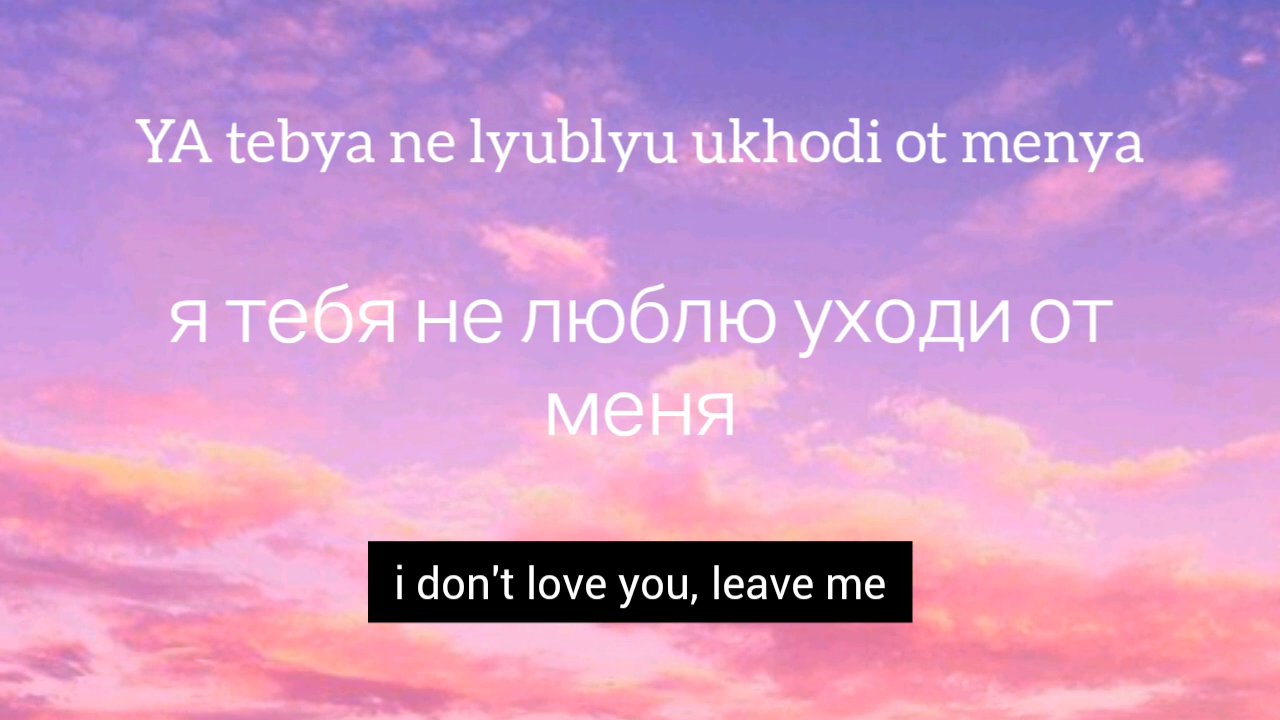 YA tebya ne lyublyu ukhodi ot menya
я тебя не люблю уходи от
меня
i don't love you, leave me